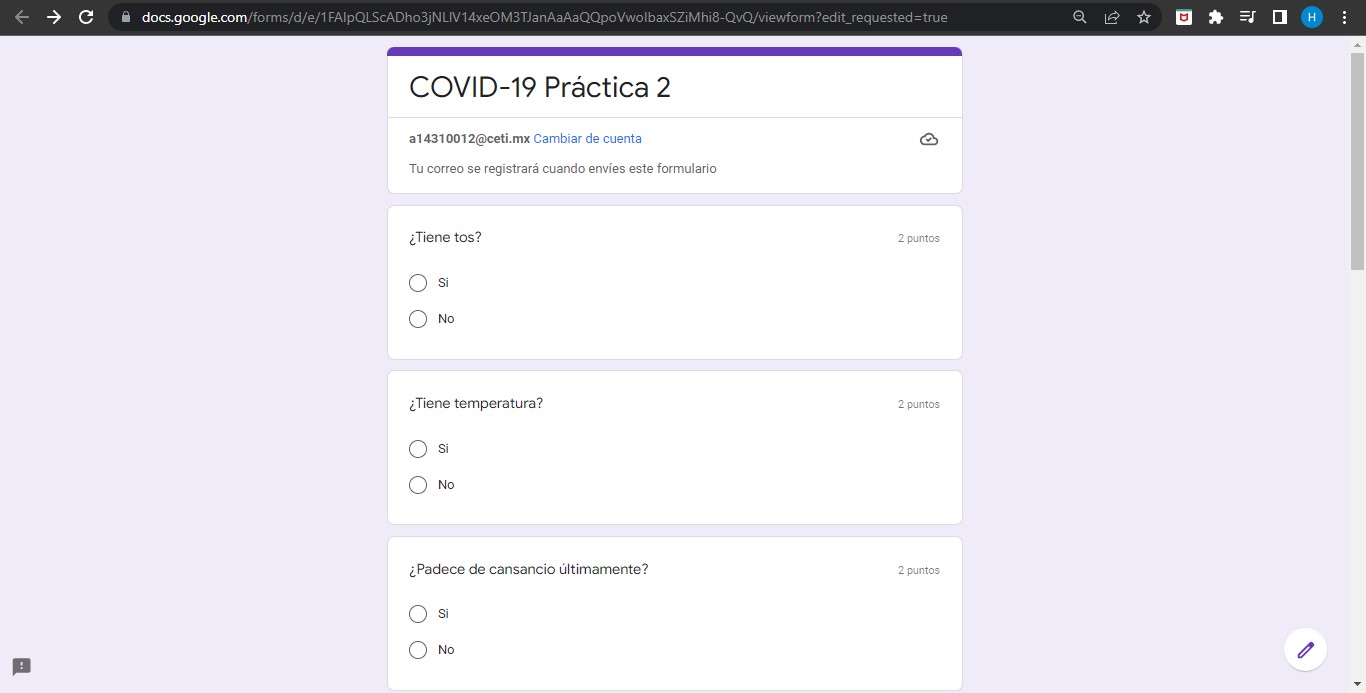 docs.google.com/forms/d/e/1FAIpQLScADho3jNLIV14xeOM3TJanAaAaQQpoVwoIbaxSZiMhi8-QvQ/viewform?edit_requested=true
H
COVID-19 Práctica 2
a14310012@ceti.mx Cambiar de cuenta
Tu correo se registrará cuando envíes este formulario
¿Tiene tos?
2 puntos
Si
No
¿Tiene temperatura?
2 puntos
Si
No
¿Padece de cansancio últimamente?
2 puntos
Si
No